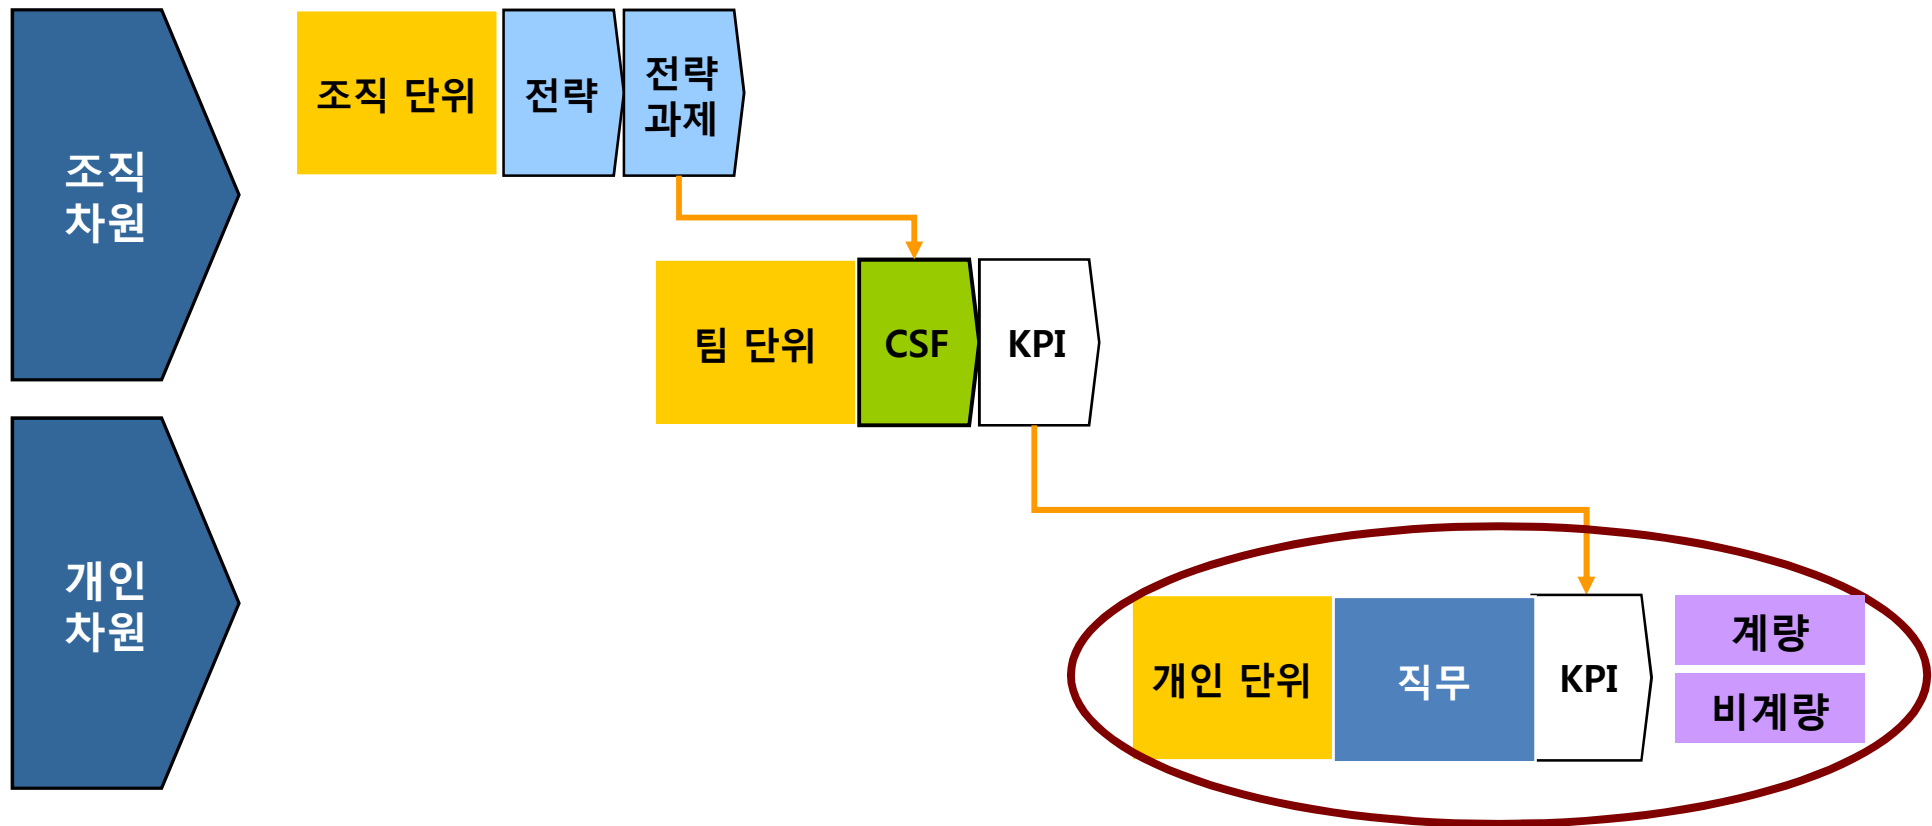 조직
차원
조직 단위
전략
전략
과제
팀 단위
CSF
KPI
개인
차원
개인 단위
직무
KPI
계량
비계량